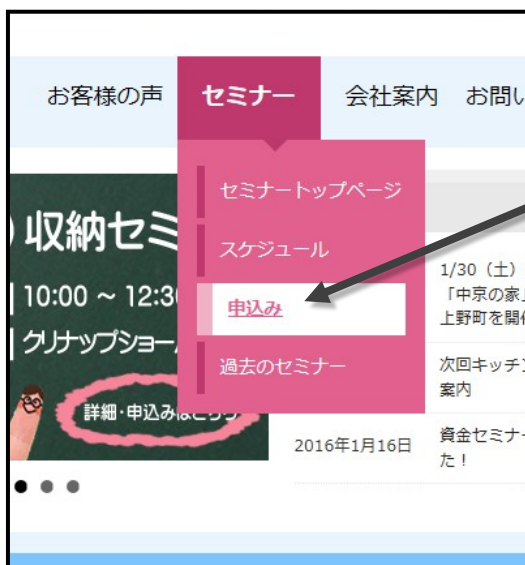 お客様の声 セミナー 会社案内 お問い
セミナートップページ
スケジュール
申込み
過去のセミナー
収納セミ
10:00 ~ 12:3
クリナップショー
詳細・申込みはこちら
1/30（土）
「中京の家」
上野町を開
次回キッチン
案内
2016年1月16日 資金セミナー
た！